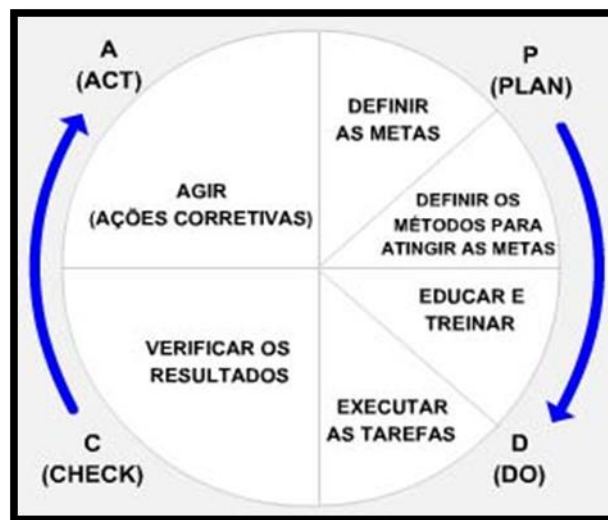 A
(ACT)
P
(PLAN)
DEFINIR
AS METAS
AGIR
(AÇÕES CORRETIVAS)
DEFINIR OS
MÉTODOS PARA
ATINGIR AS METAS
EDUCAR E
TREINAR
VERIFICAR OS
RESULTADOS
EXECUTAR
AS TAREFAS
C
(CHECK)
D
(DO)